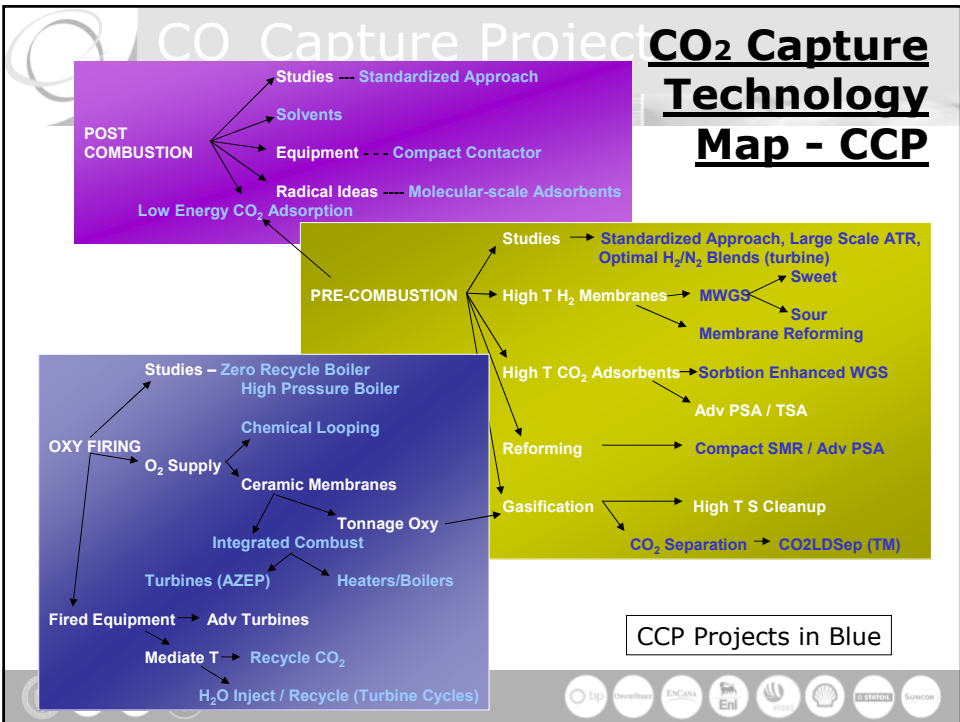 CO Capture Project
CO2 Capture
Technology
Map - CCP
Studies --- Standardized Approach
Solvents
POST
COMBUSTION
Equipment - - - Compact Contactor
Radical Ideas ---- Molecular-scale Adsorbents
Low Energy CO2 Adsorption
PRE-COMBUSTION
Studies Standardized Approach, Large Scale ATR,
Optimal H2/N2 Blends (turbine)
Sweet
High T H2 Membranes MWGS
Sour
Membrane Reforming
High T CO2 Adsorbents Sorbtion Enhanced WGS
Adv PSA / TSA
Reforming Compact SMR / Adv PSA
Gasification High T S Cleanup
CO2 Separation CO2LDSep (TM)
Studies – Zero Recycle Boiler
High Pressure Boiler
Chemical Looping
OXY FIRING
O2 Supply
Ceramic Membranes
Tonnage Oxy
Integrated Combust
Turbines (AZEP) Heaters/Boilers
Fired Equipment Adv Turbines
Mediate T Recycle CO2
H2O Inject / Recycle (Turbine Cycles)
CCP Projects in Blue
bp ChevronTexaco ENCANA Eni HYDRO STATOIL SUNCOR